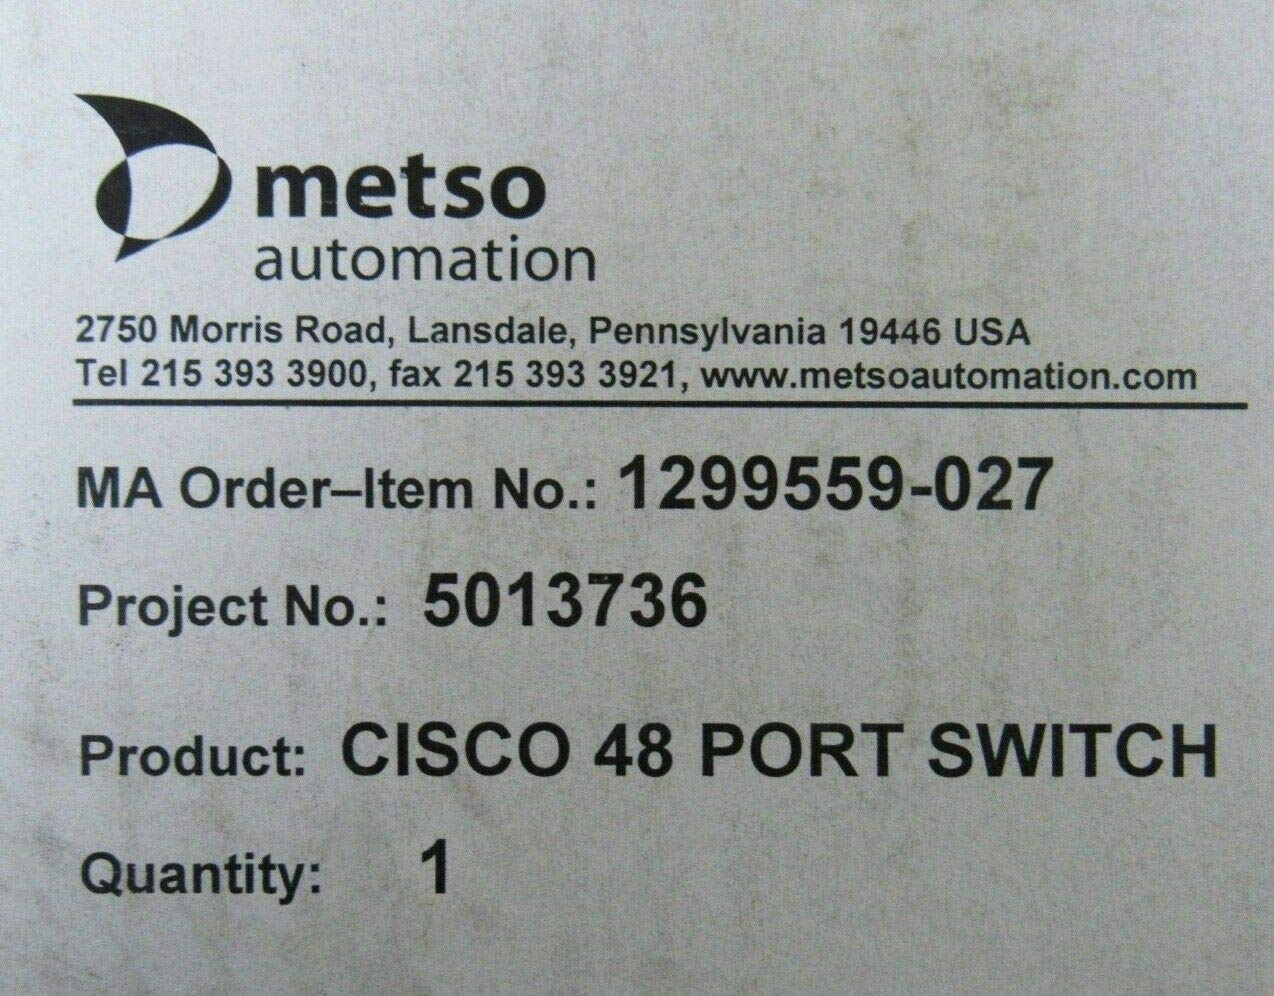 metso
automation
2750 Morris Road, Lansdale, Pennsylvania 19446 USA
Tel 215 393 3900, fax 215 393 3921, www.metsoautomation.com
MA Order–Item No.: 1299559-027
Project No.: 5013736
Product: CISCO 48 PORT SWITCH
Quantity: 1